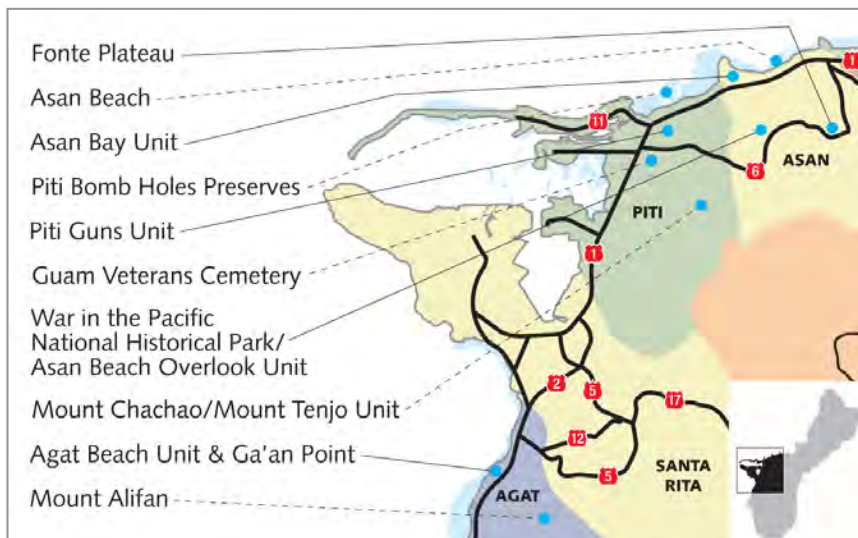 Fonte Plateau
Asan Beach
Asan Bay Unit
Piti Bomb Holes Preserves
Piti Guns Unit
Guam Veterans Cemetery
War in the Pacific
National Historical Park/
Asan Beach Overlook Unit
Mount Chachao/Mount Tenjo Unit
Agat Beach Unit & Ga'an Point
Mount Alifan
1
11
ASAN
6
PITI
1
2
5
17
12
5
SANTA
RITA
AGAT